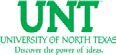 UNT
UNIVERSITY OF NORTH TEXAS
Discover the power of ideas.